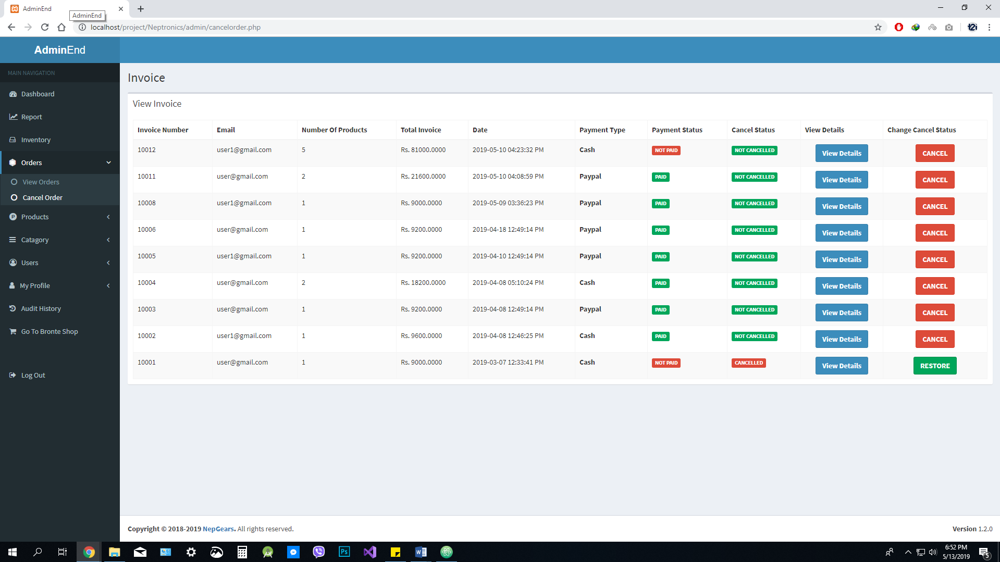 AdminEnd
AdminEnd
localhost/project/Neptronics/admin/cancelorder.php
AdminEnd
MAIN NAVIGATION
Dashboard
Report
Inventory
Orders
View Orders
Cancel Order
Products
Catagory
Users
My Profile
Audit History
Go To Bronte Shop
Log Out
Invoice
View Invoice
Invoice Number Email Number Of Products Total Invoice Date Payment Type Payment Status Cancel Status View Details Change Cancel Status
10012 user1@gmail.com 5 Rs. 81000.0000 2019-05-10 04:23:32 PM Cash NOT PAID NOT CANCELLED View Details CANCEL
10011 user@gmail.com 2 Rs. 21600.0000 2019-05-10 04:08:59 PM Paypal PAID NOT CANCELLED View Details CANCEL
10008 user1@gmail.com 1 Rs. 9000.0000 2019-05-09 03:36:23 PM Paypal PAID NOT CANCELLED View Details CANCEL
10006 user@gmail.com 1 Rs. 9200.0000 2019-04-18 12:49:14 PM Paypal PAID NOT CANCELLED View Details CANCEL
10005 user1@gmail.com 1 Rs. 9200.0000 2019-04-10 12:49:14 PM Paypal PAID NOT CANCELLED View Details CANCEL
10004 user@gmail.com 2 Rs. 18200.0000 2019-04-08 05:10:24 PM Cash PAID NOT CANCELLED View Details CANCEL
10003 user@gmail.com 1 Rs. 9200.0000 2019-04-08 12:49:14 PM Paypal PAID NOT CANCELLED View Details CANCEL
10002 user1@gmail.com 1 Rs. 9600.0000 2019-04-08 12:46:25 PM Cash PAID NOT CANCELLED View Details CANCEL
10001 user@gmail.com 1 Rs. 9000.0000 2019-03-07 12:33:41 PM Cash NOT PAID CANCELLED View Details RESTORE
Copyright © 2018-2019 NepGears. All rights reserved.
Version 1.2.0
Ps
6:52 PM
5/13/2019
5